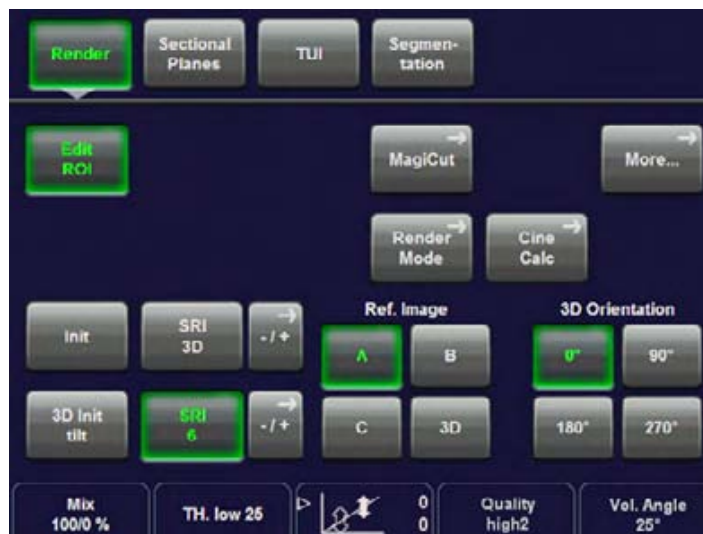 Render
Sectional
Planes
TUI
Segmen-
tation
Edit
ROI
MagiCut
More...
Render
Mode
Cine
Calc
Init
SRI
3D
- / +
Ref. Image
A
B
3D Orientation
0°
90°
3D Init
tilt
SRI
6
- / +
C
3D
180°
270°
Mix
100/0 %
TH. low 25
0
0
Quality
high2
Vol. Angle
25°